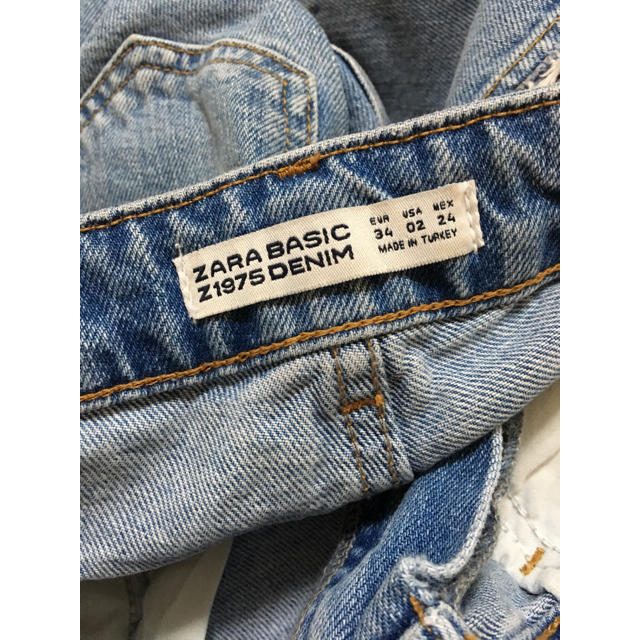 ZARA BASIC
Z1975 DENIM
EUR USA MEX
34 02 24
MADE IN TURKEY